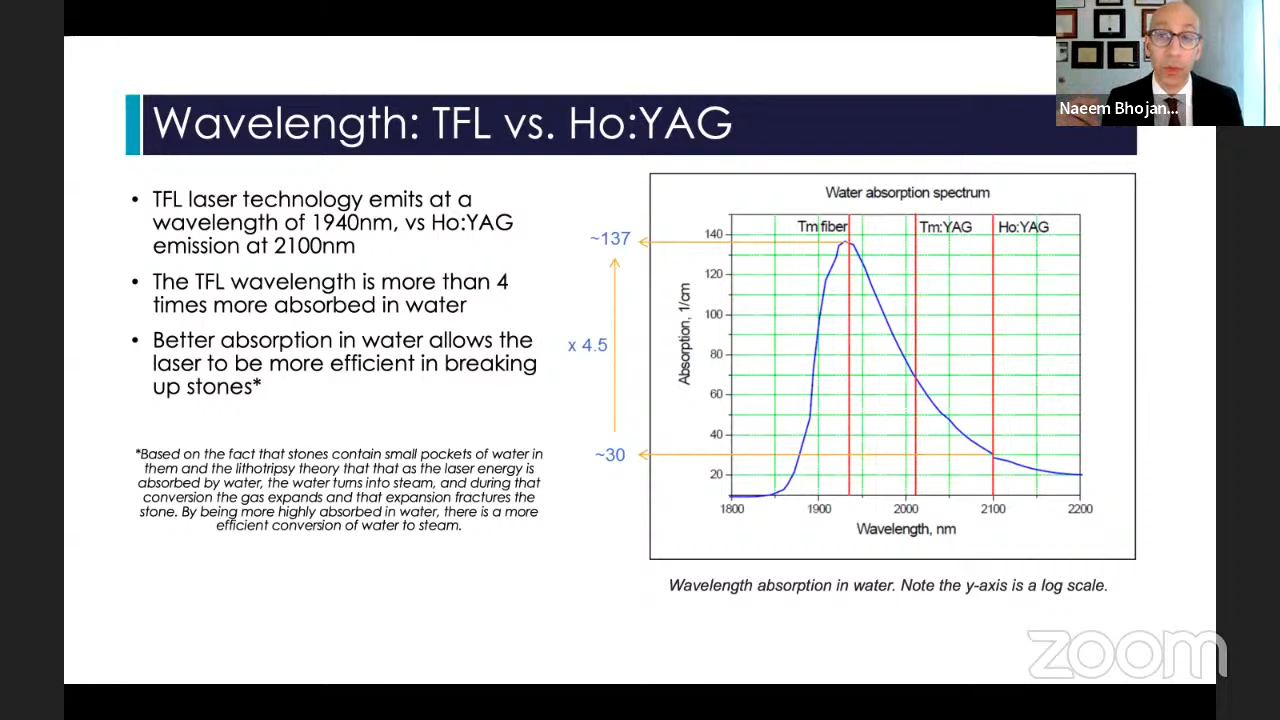 Naeem Bhojan...
Wavelength: TFL vs. Ho:YAG
• TFL laser technology emits at a
wavelength of 1940nm, vs Ho:YAG
emission at 2100nm
• The TFL wavelength is more than 4
times more absorbed in water
• Better absorption in water allows the
laser to be more efficient in breaking
up stones*
*Based on the fact that stones contain small pockets of water in
them and the lithotripsy theory that that as the laser energy is
absorbed by water, the water turns into steam, and during that
conversion the gas expands and that expansion fractures the
stone. By being more highly absorbed in water, there is a more
efficient conversion of water to steam.
~137
x 4.5
~30
Water absorption spectrum
Tm fiber
Tm:YAG
Ho:YAG
Absorption, 1/cm
140
120
100
80
60
40
20
1800
1900
2000
2100
2200
Wavelength, nm
Wavelength absorption in water. Note the y-axis is a log scale.
zoom